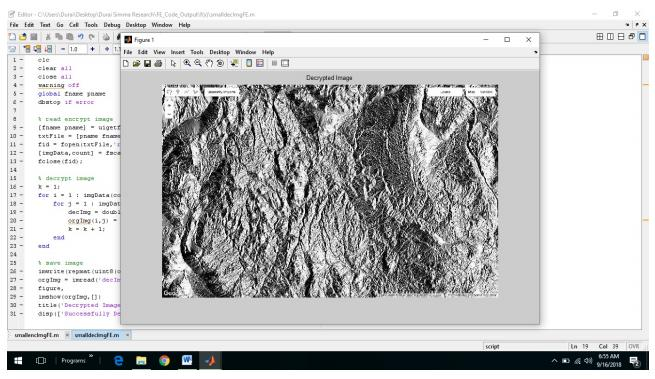 Editor - C:\Users\Durai\Desktop\Durai Simma Research\FE_Code_Output\fƒ(x)\smalldecImgFE.m
File Edit Text Go Cell Tools Debug Desktop Window Help
- 1.0 +
1 - clc
2 - clear all
3 - close all
4 - warning off
5 - global fname pname
6 - dbstop if error
7
8 % read encrypt image
9 - [fname pname] = uigetf
10 - txtFile = [pname fname
11 - fid = fopen(txtFile,'r
12 - [imgData,count] = fsca
13 - fclose(fid);
14
15 % decrypt image
16 - k = 1;
17 - for i = 1 : imgData(co
18 - for j = 1 : imgDat
19 - decImg = doubl
20 - orgImg(i,j) =
21 - k = k + 1;
22 - end
23 - end
24
25 % save image
26 - imwrite(repmat(uint8(o
27 - orgImg = imread('decIm
28 - figure,
29 - imshow(orgImg,[])
30 - title('Decrypted Image
31 - disp(['Successfully De
Figure 1
File Edit View Insert Tools Desktop Window Help
Decrypted Image
smallencImgFE.m × smalldecImgFE.m ×
script Ln 19 Col 39 OVR
Programs
6:55 AM
9/16/2018